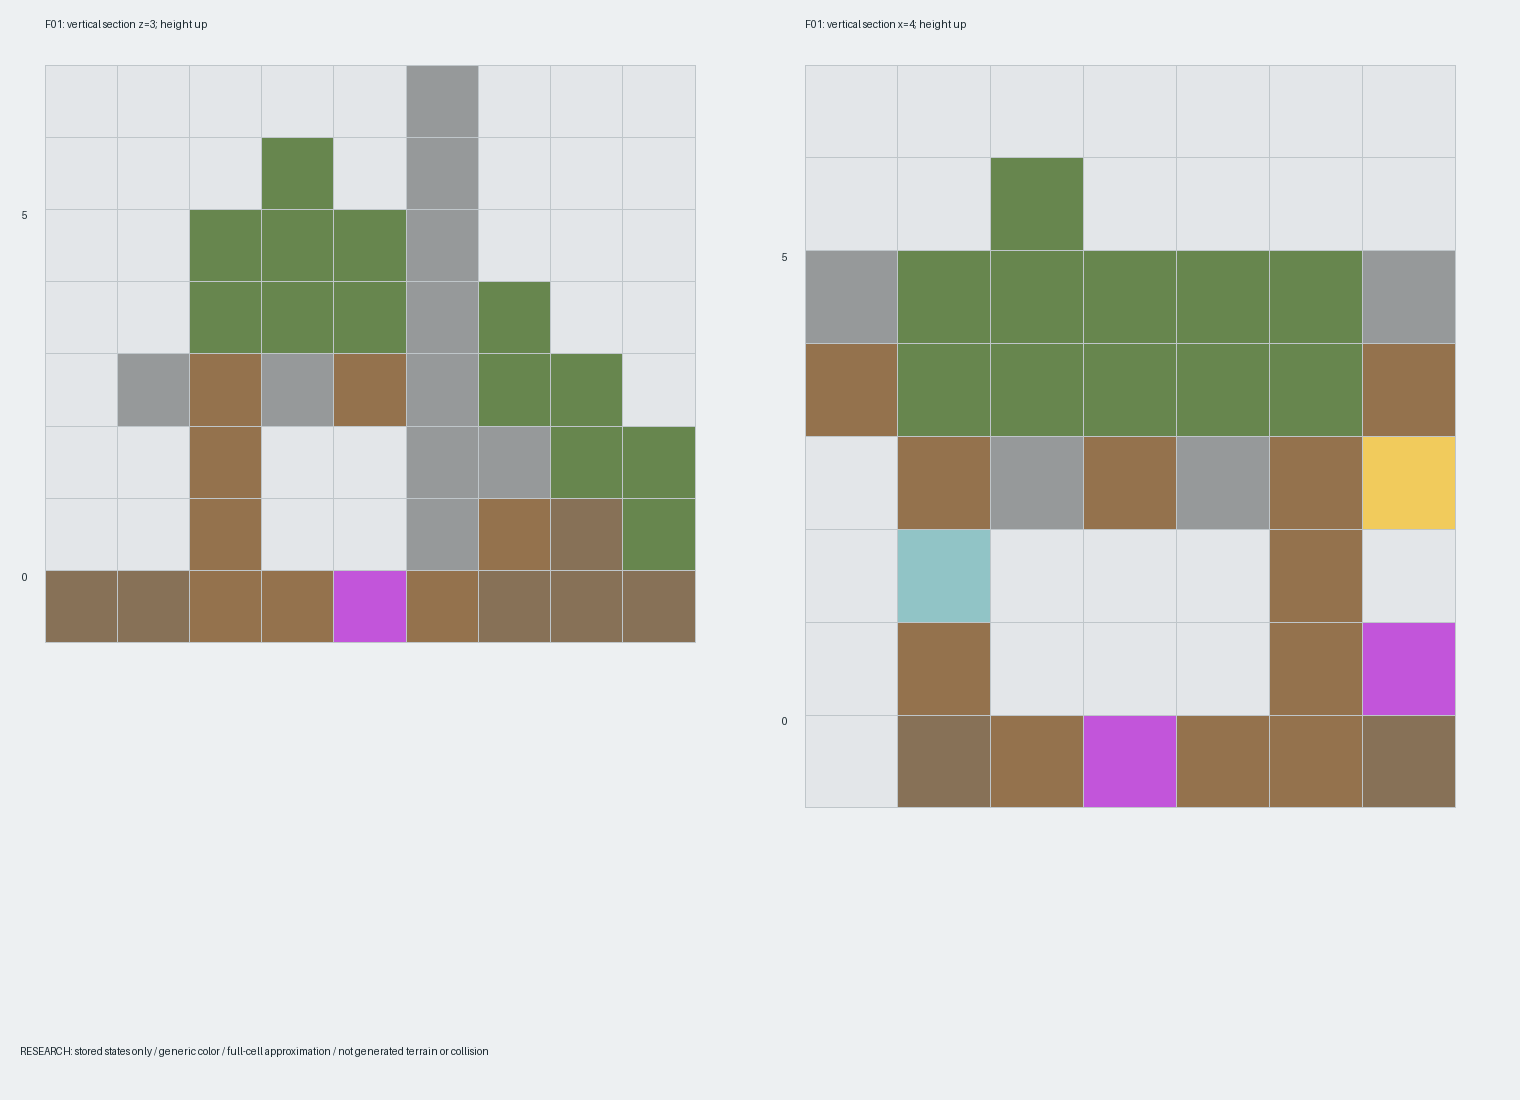 F01: vertical section z=3; height up
F01: vertical section x=4; height up
5
0
5
0
RESEARCH: stored states only / generic color / full-cell approximation / not generated terrain or collision